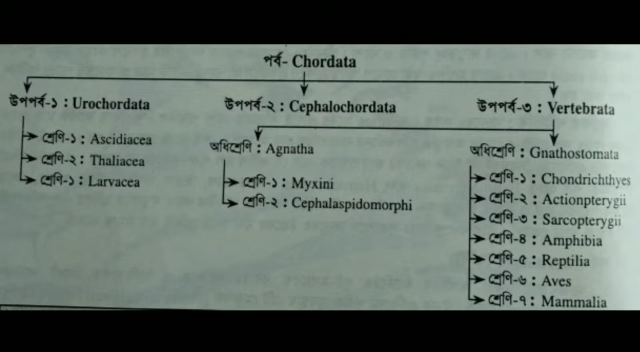 পর্ব- Chordata
উপপর্ব-১ : Urochordata উপপর্ব-২ : Cephalochordata উপপর্ব-৩ : Vertebrata
শ্রেণি-১ : Ascidiacea
শ্রেণি-২ : Thaliacea
শ্রেণি-১ : Larvacea
অধিশ্রেণি : Agnatha
শ্রেণি-১ : Myxini
শ্রেণি-২ : Cephalaspidomorphi
অধিশ্রেণি : Gnathostomata
শ্রেণি-১ : Chondrichthyes
শ্রেণি-২ : Actionpterygii
শ্রেণি-৩ : Sarcopterygii
শ্রেণি-৪ : Amphibia
শ্রেণি-৫ : Reptilia
শ্রেণি-৬ : Aves
শ্রেণি-৭ : Mammalia